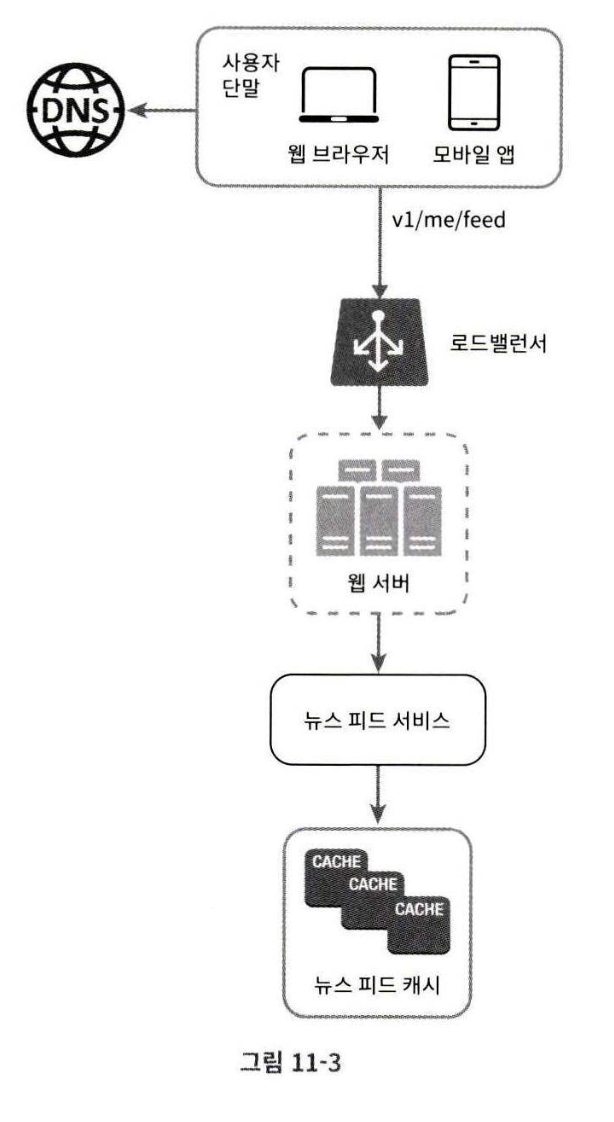 사용자
단말
DNS
웹 브라우저
모바일 앱
v1/me/feed
로드밸런서
웹 서버
뉴스 피드 서비스
CACHE
CACHE
CACHE
뉴스 피드 캐시
그림 11-3